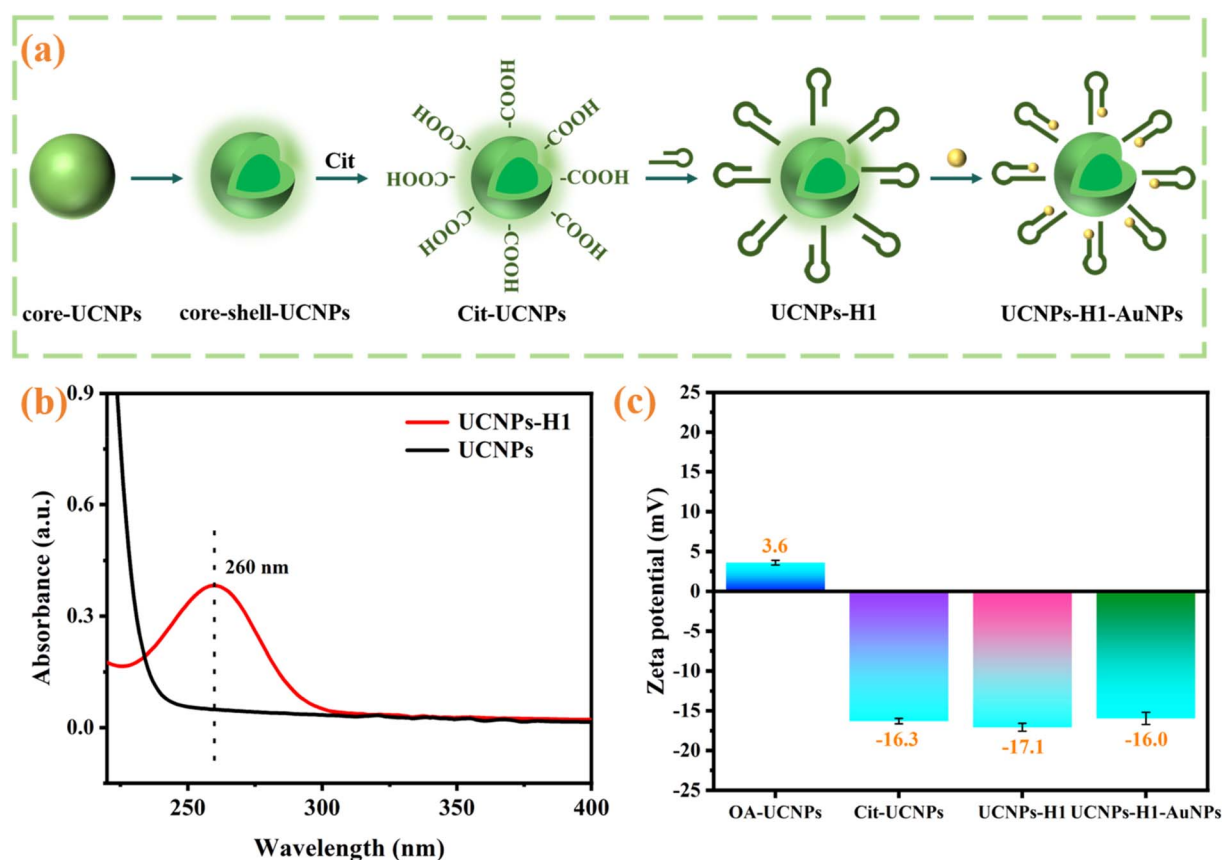 (a)
HOOC-
HOOC-
HOOC-
HOOC-
-COOH
-COOH
-COOH
-COOH
Cit
core-UCNPs
core-shell-UCNPs
Cit-UCNPs
UCNPs-H1
UCNPs-H1-AuNPs
(b)
0.9
0.6
0.3
0.0
Absorbance (a.u.)
UCNPs-H1
UCNPs
260 nm
250
300
350
400
Wavelength (nm)
(c)
25
20
15
10
5
0
-5
-10
-15
-20
-25
Zeta potential (mV)
3.6
-16.3
-17.1
-16.0
OA-UCNPs
Cit-UCNPs
UCNPs-H1
UCNPs-H1-AuNPs